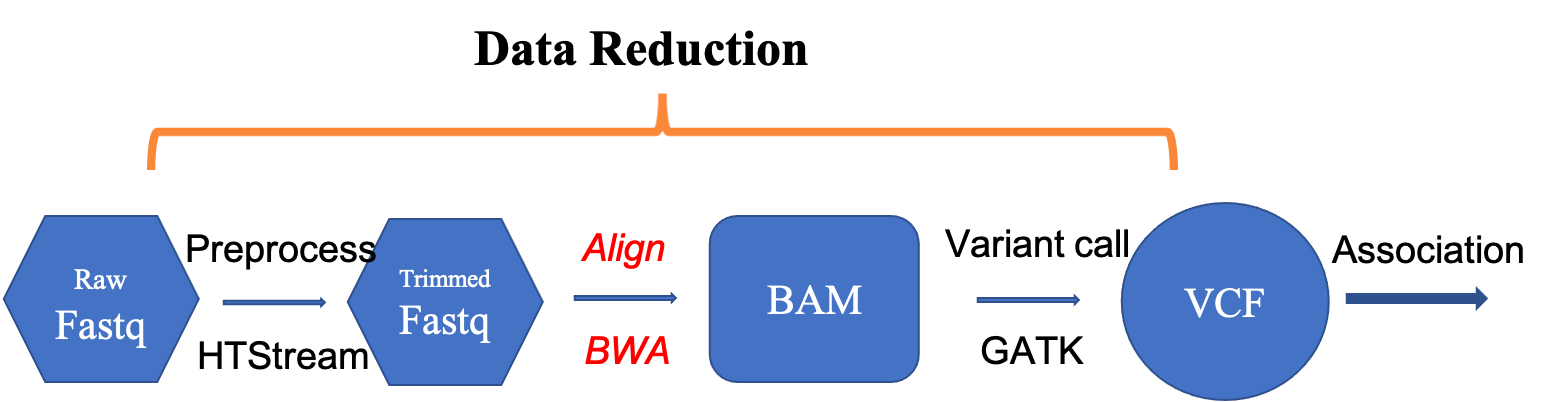 Data Reduction
Raw
Fastq
Preprocess
HTStream
Trimmed
Fastq
Align
BWA
BAM
Variant call
GATK
VCF
Association